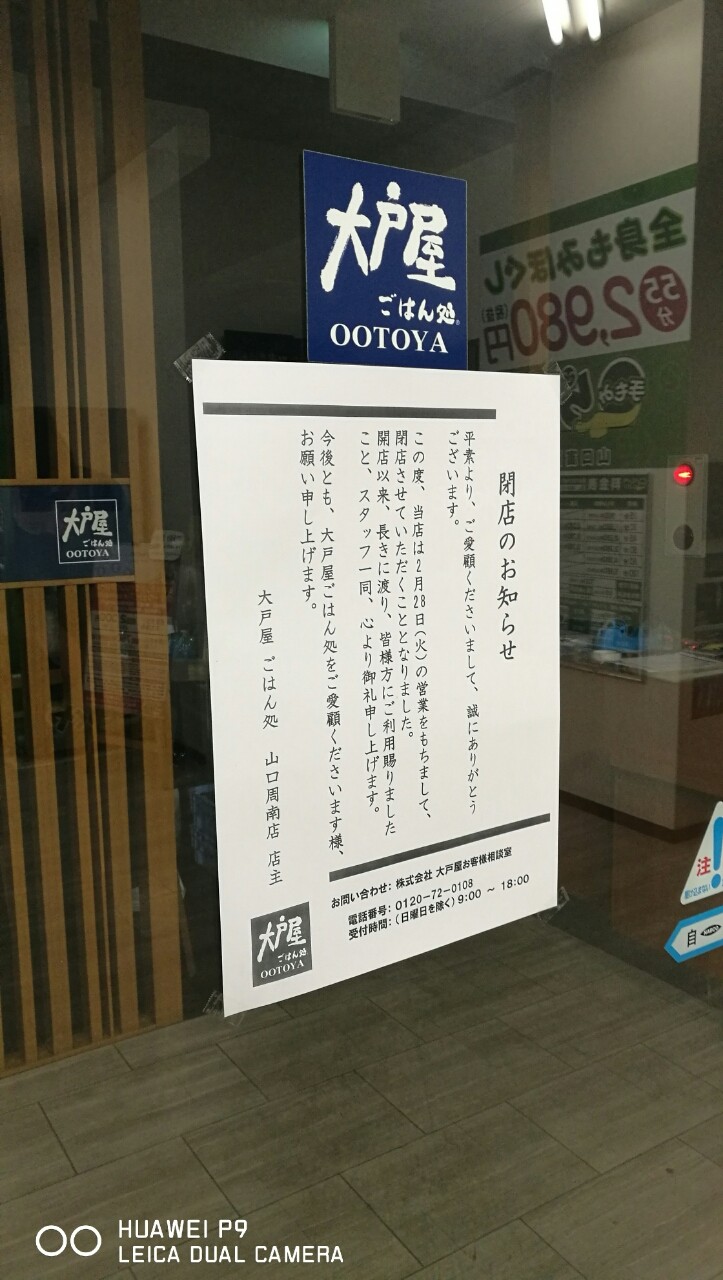 大戸屋
ごはん処
OOTOYA
全身もみほぐし
55分2,980円
大戸屋
ごはん処
OOTOYA
閉店のお知らせ
平素より、ご愛顧くださいまして、誠にありがとう
ございます。
この度、当店は2月28日(火)の営業をもちまして、
閉店させていただくこととなりました。
開店以来、長きに渡り、皆様方にご利用賜りました
こと、スタッフ一同、心より御礼申し上げます。
今後とも、大戸屋ごはん処をご愛顧くださいます様、
お願い申し上げます。
大戸屋 ごはん処 山口周南店 店主
お問い合わせ: 株式会社 大戸屋お客様相談室
電話番号: 0120-72-0108
受付時間: (日曜日を除く) 9:00 ~ 18:00
大戸屋
ごはん処
OOTOYA
注
自
HUAWEI P9
LEICA DUAL CAMERA